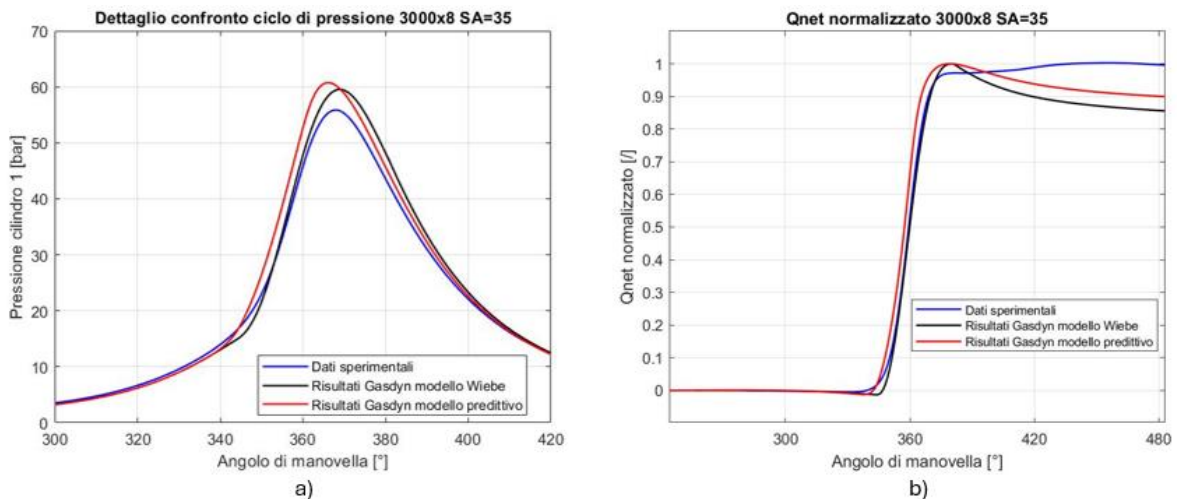 Dettaglio confronto ciclo di pressione 3000x8 SA=35
Pressione cilindro 1 [bar]
70
60
50
40
30
20
10
0
Dati sperimentali
Risultati Gasdyn modello Wiebe
Risultati Gasdyn modello predittivo
300 320 340 360 380 400 420
Angolo di manovella [°]
a)
Qnet normalizzato 3000x8 SA=35
Qnet normalizzato [/]
1
0.9
0.8
0.7
0.6
0.5
0.4
0.3
0.2
0.1
0
Dati sperimentali
Risultati Gasdyn modello Wiebe
Risultati Gasdyn modello predittivo
300 360 420 480
Angolo di manovella [°]
b)